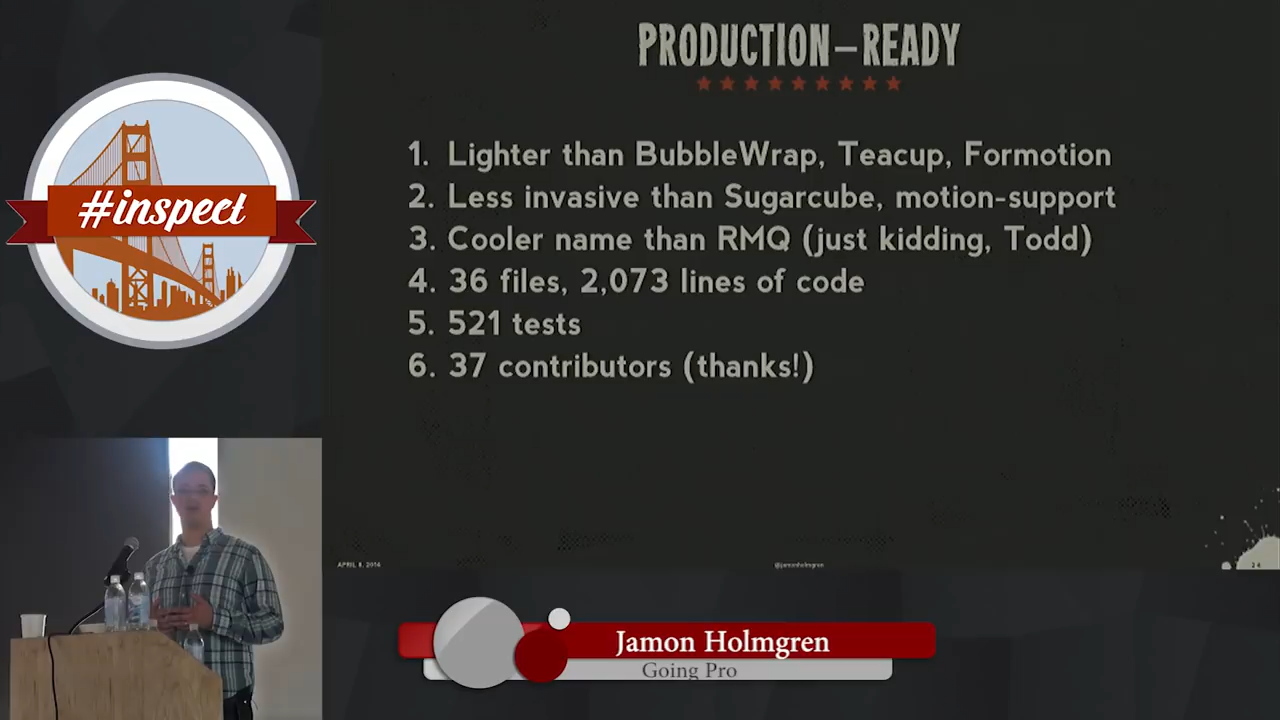 PRODUCTION–READY
1. Lighter than BubbleWrap, Teacup, Formotion
2. Less invasive than Sugarcube, motion-support
3. Cooler name than RMQ (just kidding, Todd)
4. 36 files, 2,073 lines of code
5. 521 tests
6. 37 contributors (thanks!)
#inspect
@jamonholmgren
Jamon Holmgren
Going Pro